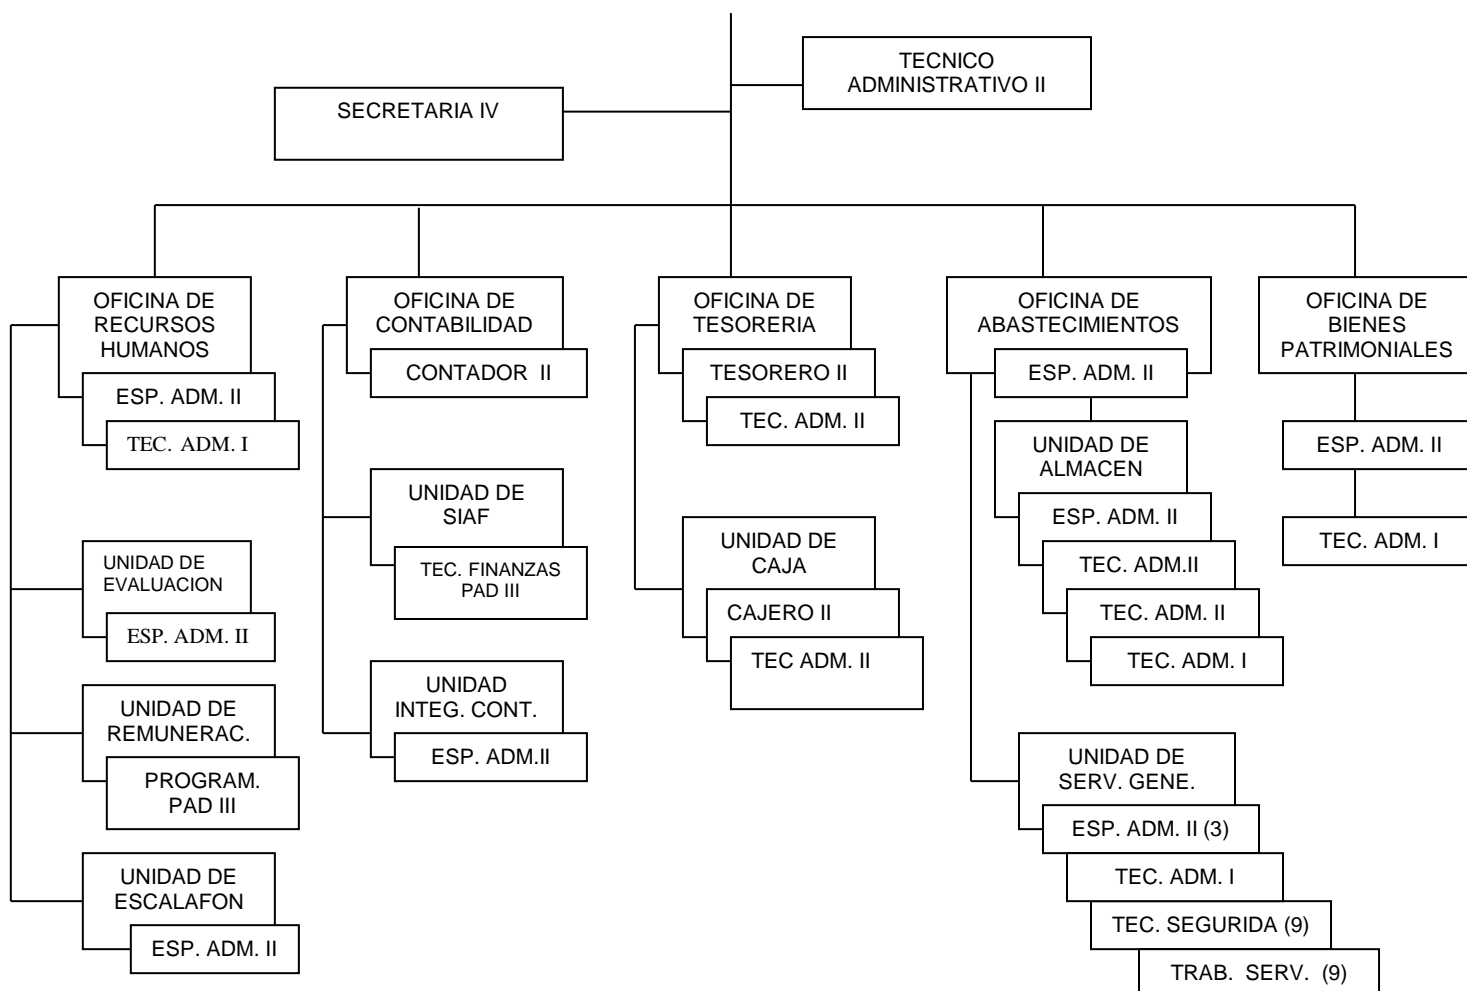 TECNICO
ADMINISTRATIVO II
SECRETARIA IV
OFICINA DE
RECURSOS
HUMANOS
ESP. ADM. II
TEC. ADM. I
UNIDAD DE
EVALUACION
ESP. ADM. II
UNIDAD DE
REMUNERAC.
PROGRAM.
PAD III
UNIDAD DE
ESCALAFON
ESP. ADM. II
OFICINA DE
CONTABILIDAD
CONTADOR II
UNIDAD DE
SIAF
TEC. FINANZAS
PAD III
UNIDAD
INTEG. CONT.
ESP. ADM.II
OFICINA DE
TESORERIA
TESORERO II
TEC. ADM. II
UNIDAD DE
CAJA
CAJERO II
TEC ADM. II
OFICINA DE
ABASTECIMIENTOS
ESP. ADM. II
UNIDAD DE
ALMACEN
ESP. ADM. II
TEC. ADM.II
TEC. ADM. II
TEC. ADM. I
UNIDAD DE
SERV. GENE.
ESP. ADM. II (3)
TEC. ADM. I
TEC. SEGURIDA (9)
TRAB. SERV. (9)
OFICINA DE
BIENES
PATRIMONIALES
ESP. ADM. II
TEC. ADM. I